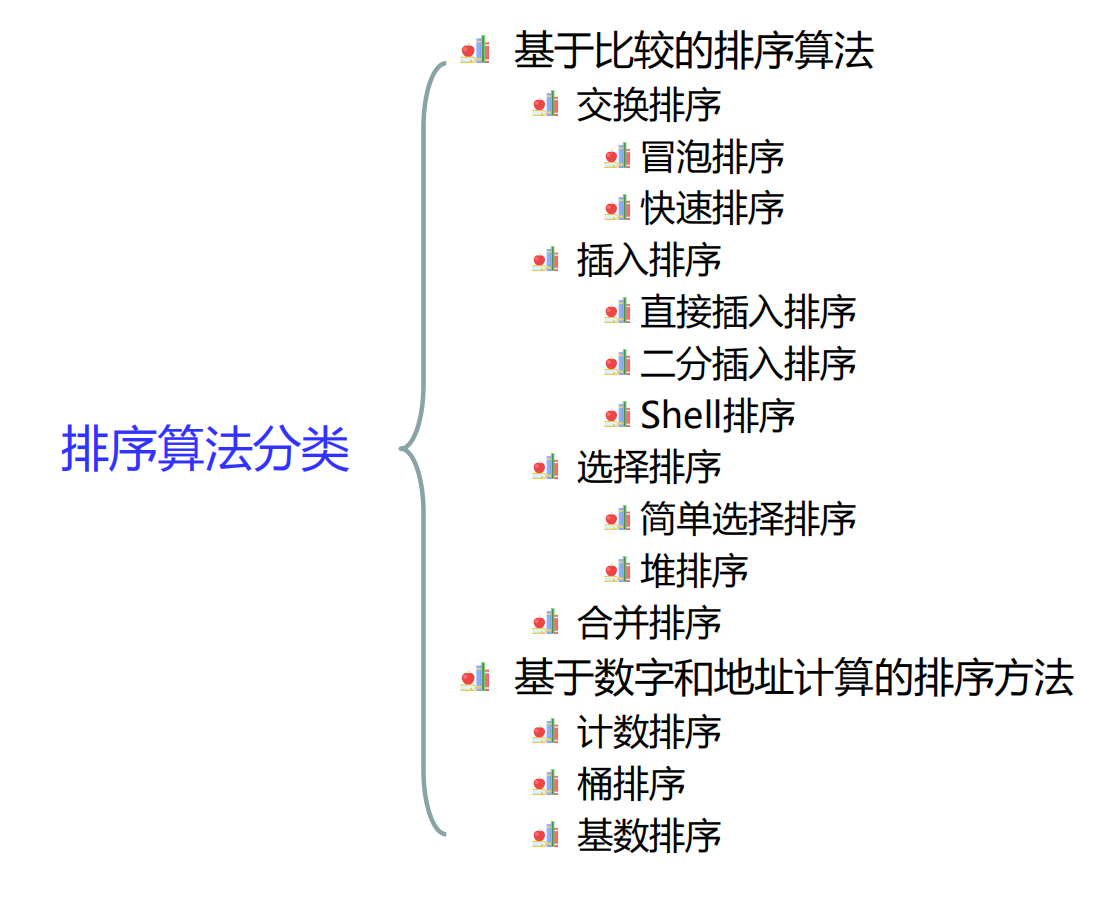 排序算法分类
基于比较的排序算法
交换排序
冒泡排序
快速排序
插入排序
直接插入排序
二分插入排序
Shell排序
选择排序
简单选择排序
堆排序
合并排序
基于数字和地址计算的排序方法
计数排序
桶排序
基数排序